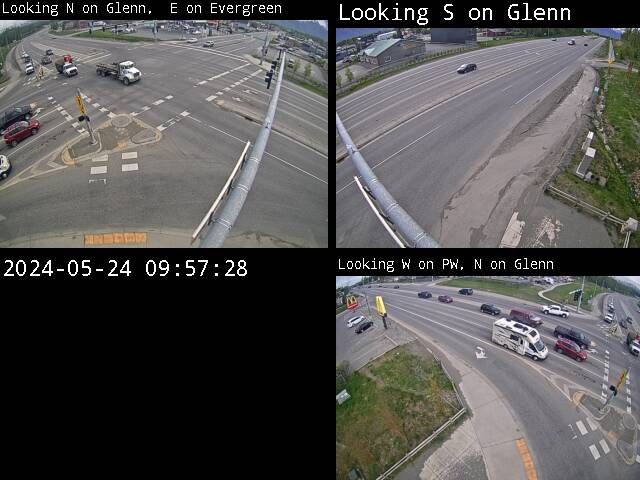 Looking N on Glenn,  E on Evergreen
Looking S on Glenn
2024-05-24 09:57:28
Looking W on PW, N on Glenn